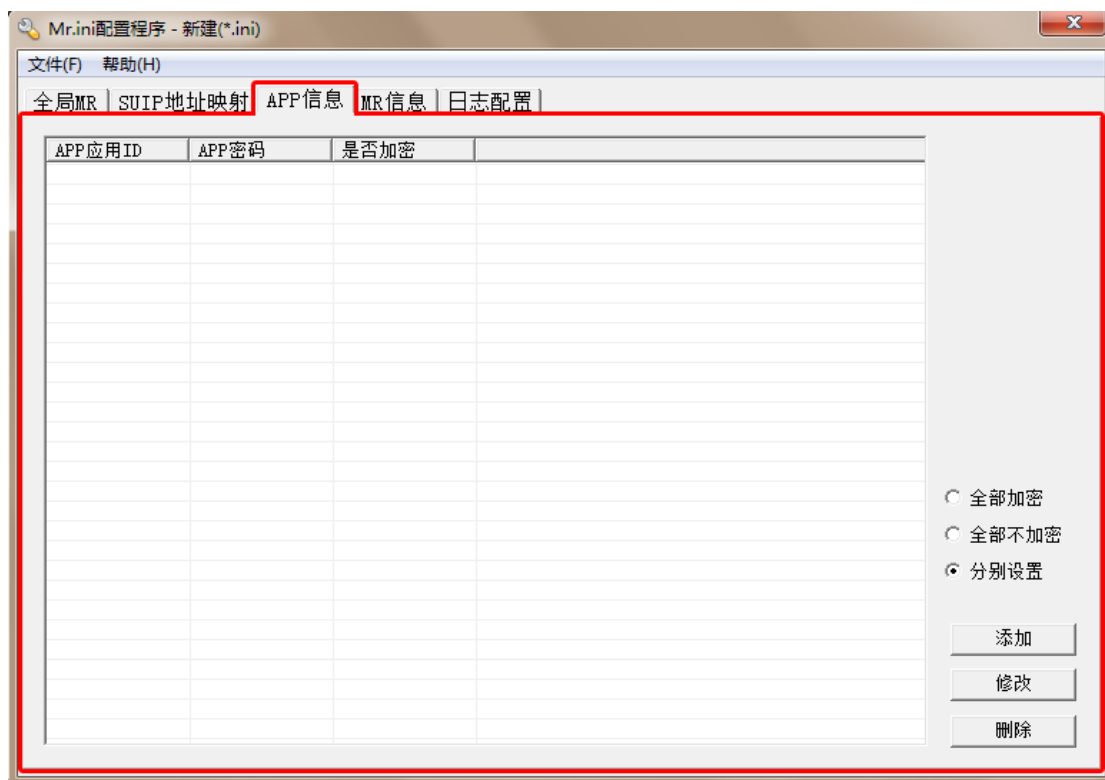 Mr.ini配置程序 - 新建(*.ini)
文件(F) 帮助(H)
全局MR SUIP地址映射 APP信息 MR信息 日志配置
APP应用ID APP密码 是否加密
全部加密
全部不加密
分别设置
添加
修改
删除